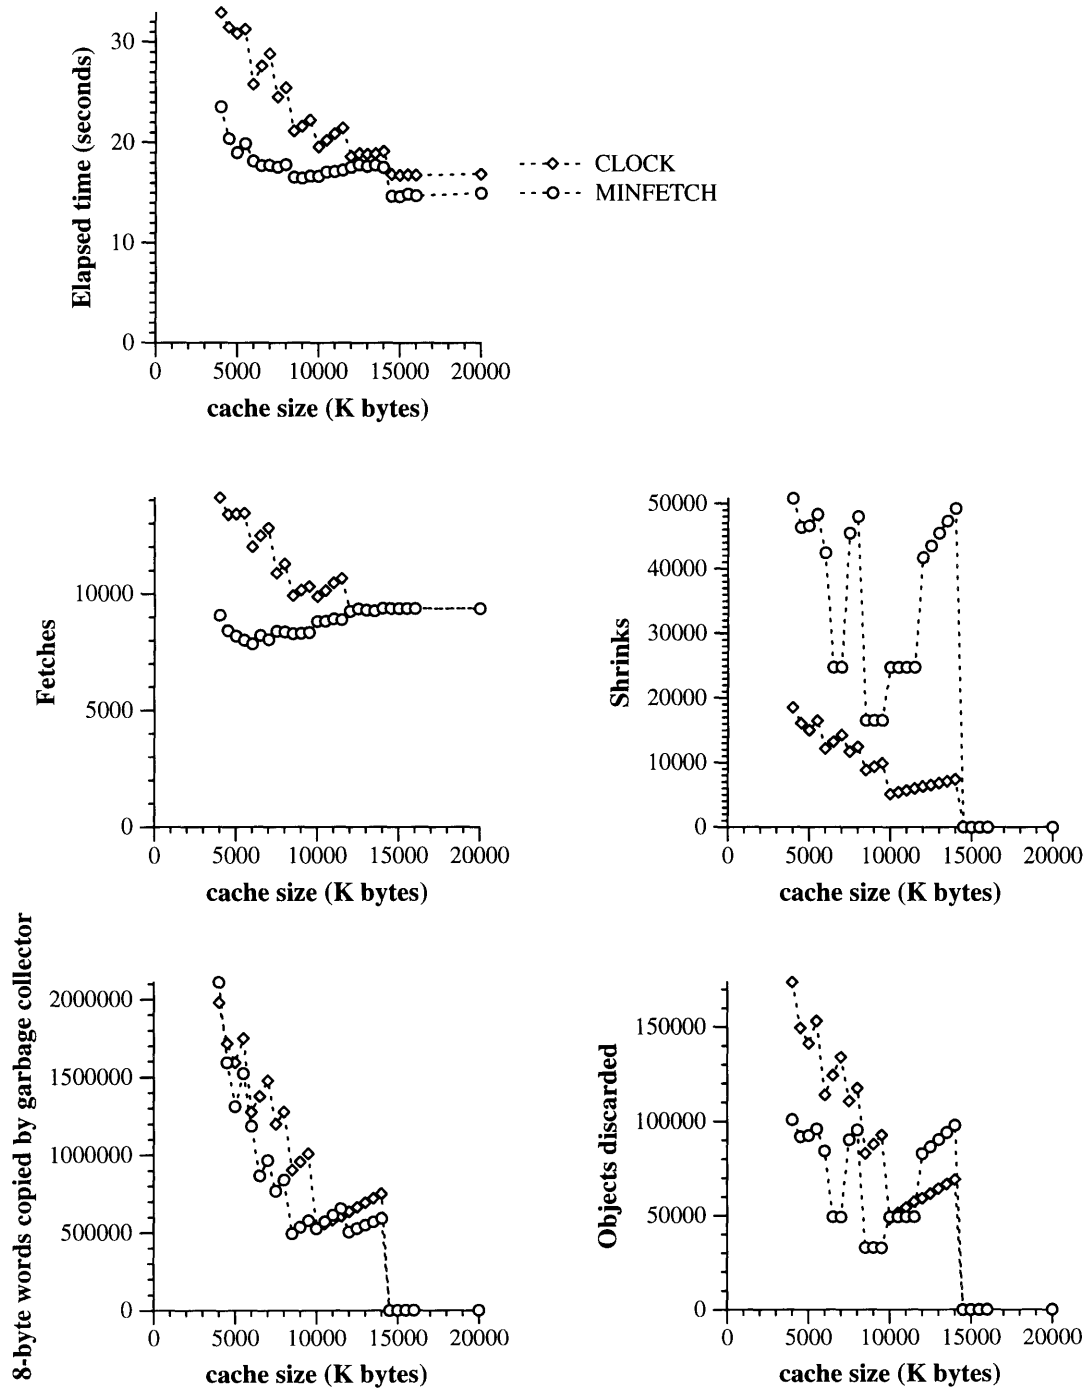 30
20
10
0
Elapsed time (seconds)
0 5000 10000 15000 20000
cache size (K bytes)
CLOCK
MINFETCH
10000
5000
0
Fetches
0 5000 10000 15000 20000
cache size (K bytes)
50000
40000
30000
20000
10000
0
Shrinks
0 5000 10000 15000 20000
cache size (K bytes)
2000000
1500000
1000000
500000
0
8-byte words copied by garbage collector
0 5000 10000 15000 20000
cache size (K bytes)
150000
100000
50000
0
Objects discarded
0 5000 10000 15000 20000
cache size (K bytes)